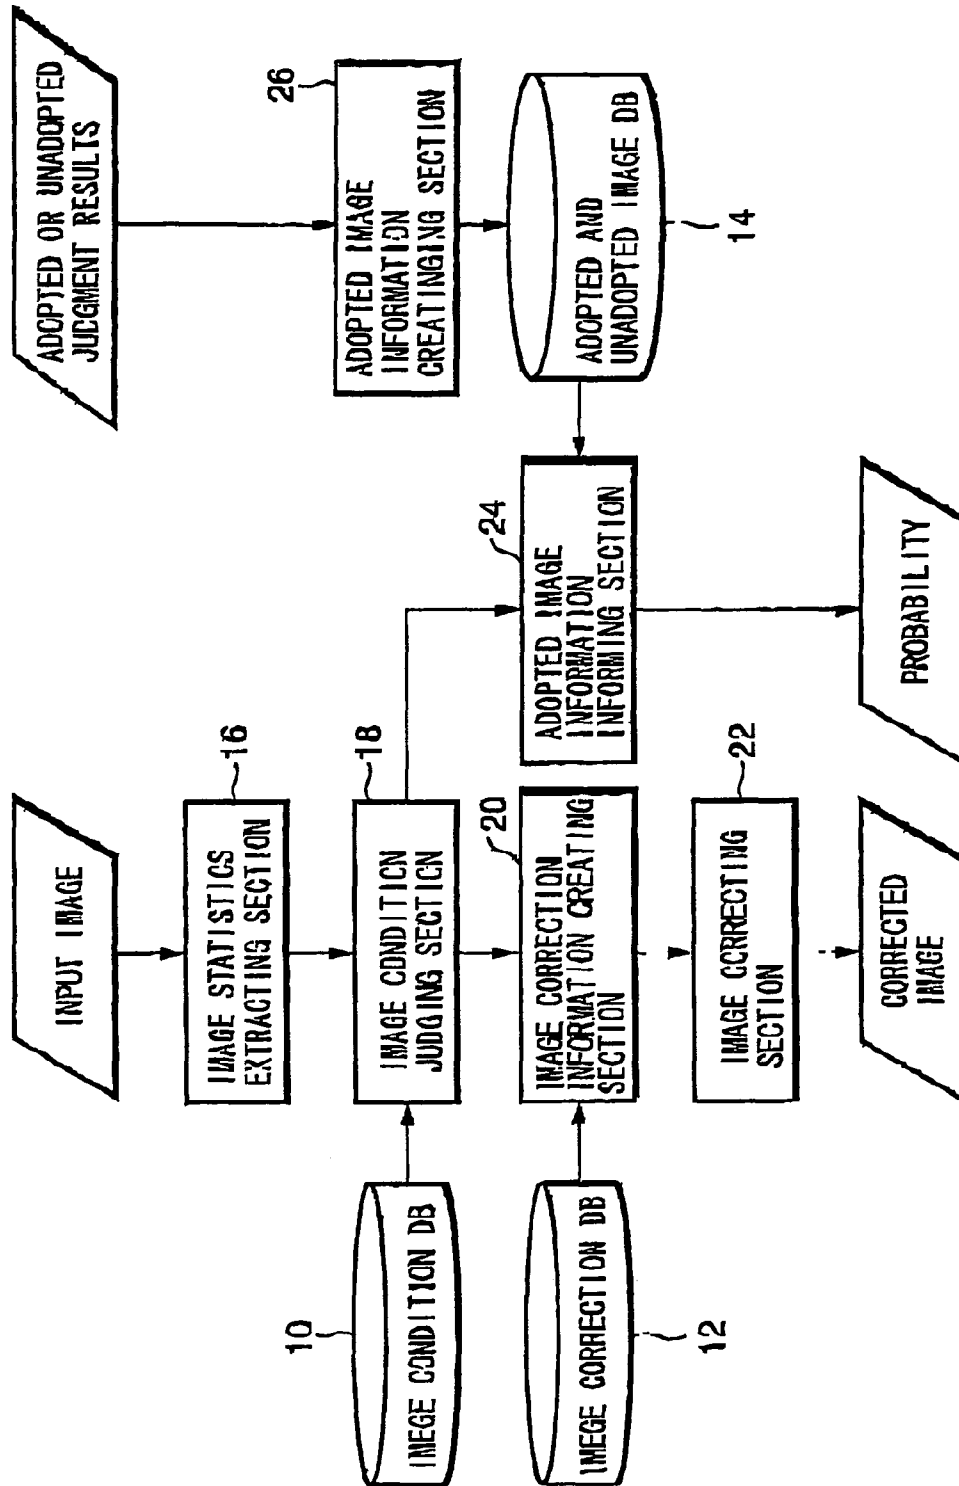 INPUT IMAGE
ADOPTED OR UNADOPTED
JUDGMENT RESULTS
16
IMAGE STATISTICS
EXTRACTING SECTION
26
ADOPTED IMAGE
INFORMATION
CREATINGING SECTION
10
IMEGE CONDITION DB
18
IMAGE CONDITION
JUDGING SECTION
IMEGE CORRECTION DB
12
20
IMAGE CORRECTION
INFORMATION CREATING
SECTION
24
ADOPTED IMAGE
INFORMATION
INFORMING SECTION
ADOPTED AND
UNADOPTED IMAGE DB
14
22
IMAGE CORRECTING
SECTION
CORRECTED
IMAGE
PROBABILITY